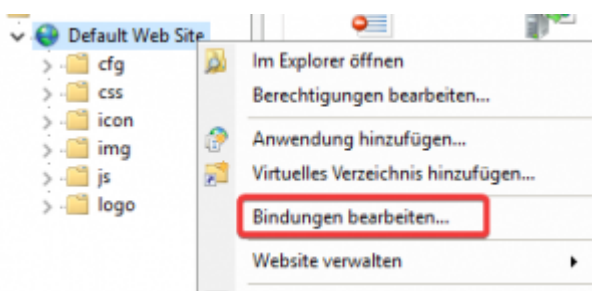 Default Web Site
cfg
css
icon
img
js
logo
Im Explorer öffnen
Berechtigungen bearbeiten...
Anwendung hinzufügen...
Virtuelles Verzeichnis hinzufügen...
Bindungen bearbeiten...
Website verwalten